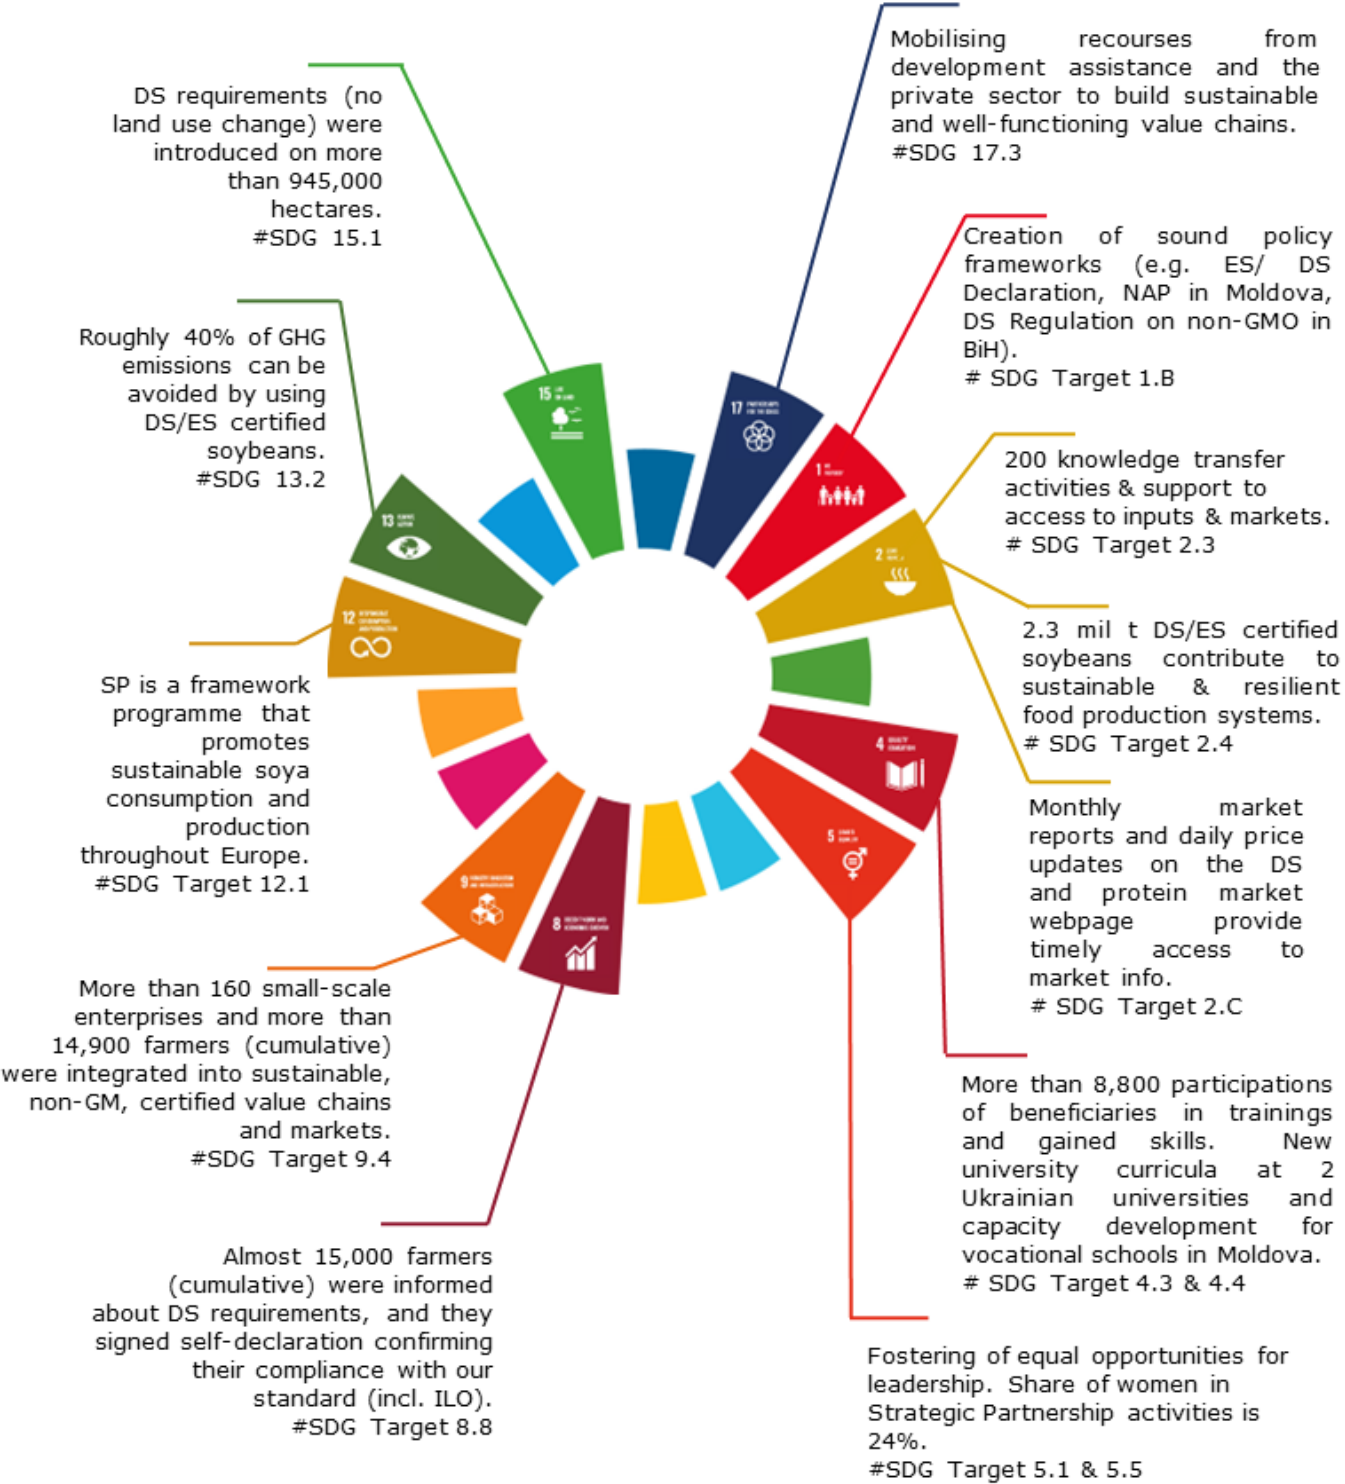 Mobilising recourses from
development assistance and the
private sector to build sustainable
and well-functioning value chains.
#SDG 17.3
DS requirements (no
land use change) were
introduced on more
than 945,000
hectares.
#SDG 15.1
Creation of sound policy
frameworks (e.g. ES/ DS
Declaration, NAP in Moldova,
DS Regulation on non-GMO in
BiH).
# SDG Target 1.B
Roughly 40% of GHG
emissions can be
avoided by using
DS/ES certified
soybeans.
#SDG 13.2
200 knowledge transfer
activities & support to
access to inputs & markets.
# SDG Target 2.3
2.3 mil t DS/ES certified
soybeans contribute to
sustainable & resilient
food production systems.
# SDG Target 2.4
SP is a framework
programme that
promotes
sustainable soya
consumption and
production
throughout Europe.
#SDG Target 12.1
Monthly market
reports and daily price
updates on the DS
and protein market
webpage provide
timely access to
market info.
# SDG Target 2.C
More than 160 small-scale
enterprises and more than
14,900 farmers (cumulative)
were integrated into sustainable,
non-GM, certified value chains
and markets.
#SDG Target 9.4
More than 8,800 participations
of beneficiaries in trainings
and gained skills. New
university curricula at 2
Ukrainian universities and
capacity development for
vocational schools in Moldova.
# SDG Target 4.3 & 4.4
Almost 15,000 farmers
(cumulative) were informed
about DS requirements, and they
signed self-declaration confirming
their compliance with our
standard (incl. ILO).
#SDG Target 8.8
Fostering of equal opportunities for
leadership. Share of women in
Strategic Partnership activities is
24%.
#SDG Target 5.1 & 5.5
15
17
1
2
13
12
4
5
9
8